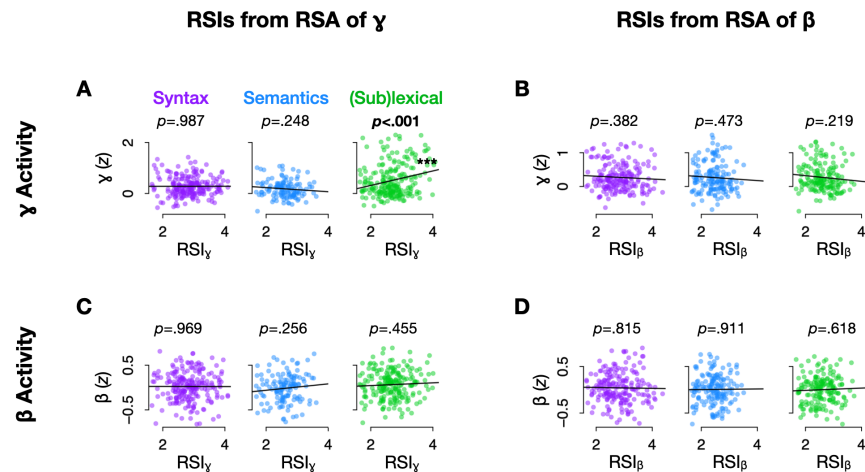 RSIs from RSA of ɣ
RSIs from RSA of β
A
Syntax
Semantics
(Sub)lexical
p=.987
p=.248
p<.001
***
ɣ Activity
ɣ (z)
2
0
2 4
2 4
2 4
RSIɣ
RSIɣ
RSIɣ
B
p=.382
p=.473
p=.219
ɣ (z)
1
0
2 4
2 4
2 4
RSIβ
RSIβ
RSIβ
C
p=.969
p=.256
p=.455
β Activity
β (z)
0.5
−0.5
2 4
2 4
2 4
RSIɣ
RSIɣ
RSIɣ
D
p=.815
p=.911
p=.618
β (z)
0.5
−0.5
2 4
2 4
2 4
RSIβ
RSIβ
RSIβ